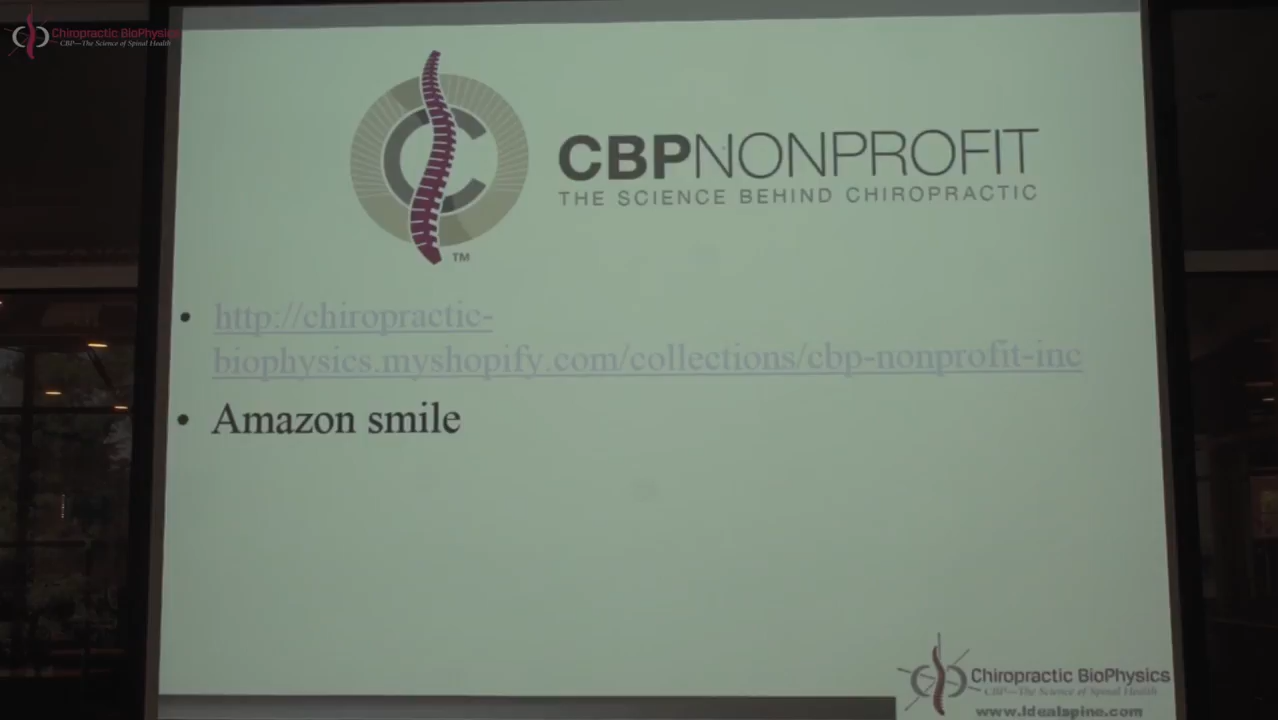 Chiropractic BioPhysics
CBP—The Science of Spinal Health
CBPNONPROFIT
THE SCIENCE BEHIND CHIROPRACTIC
TM
• http://chiropractic-
biophysics.myshopify.com/collections/cbp-nonprofit-inc
• Amazon smile
Chiropractic BioPhysics
CBP—The Science of Spinal Health
www.Idealspine.com